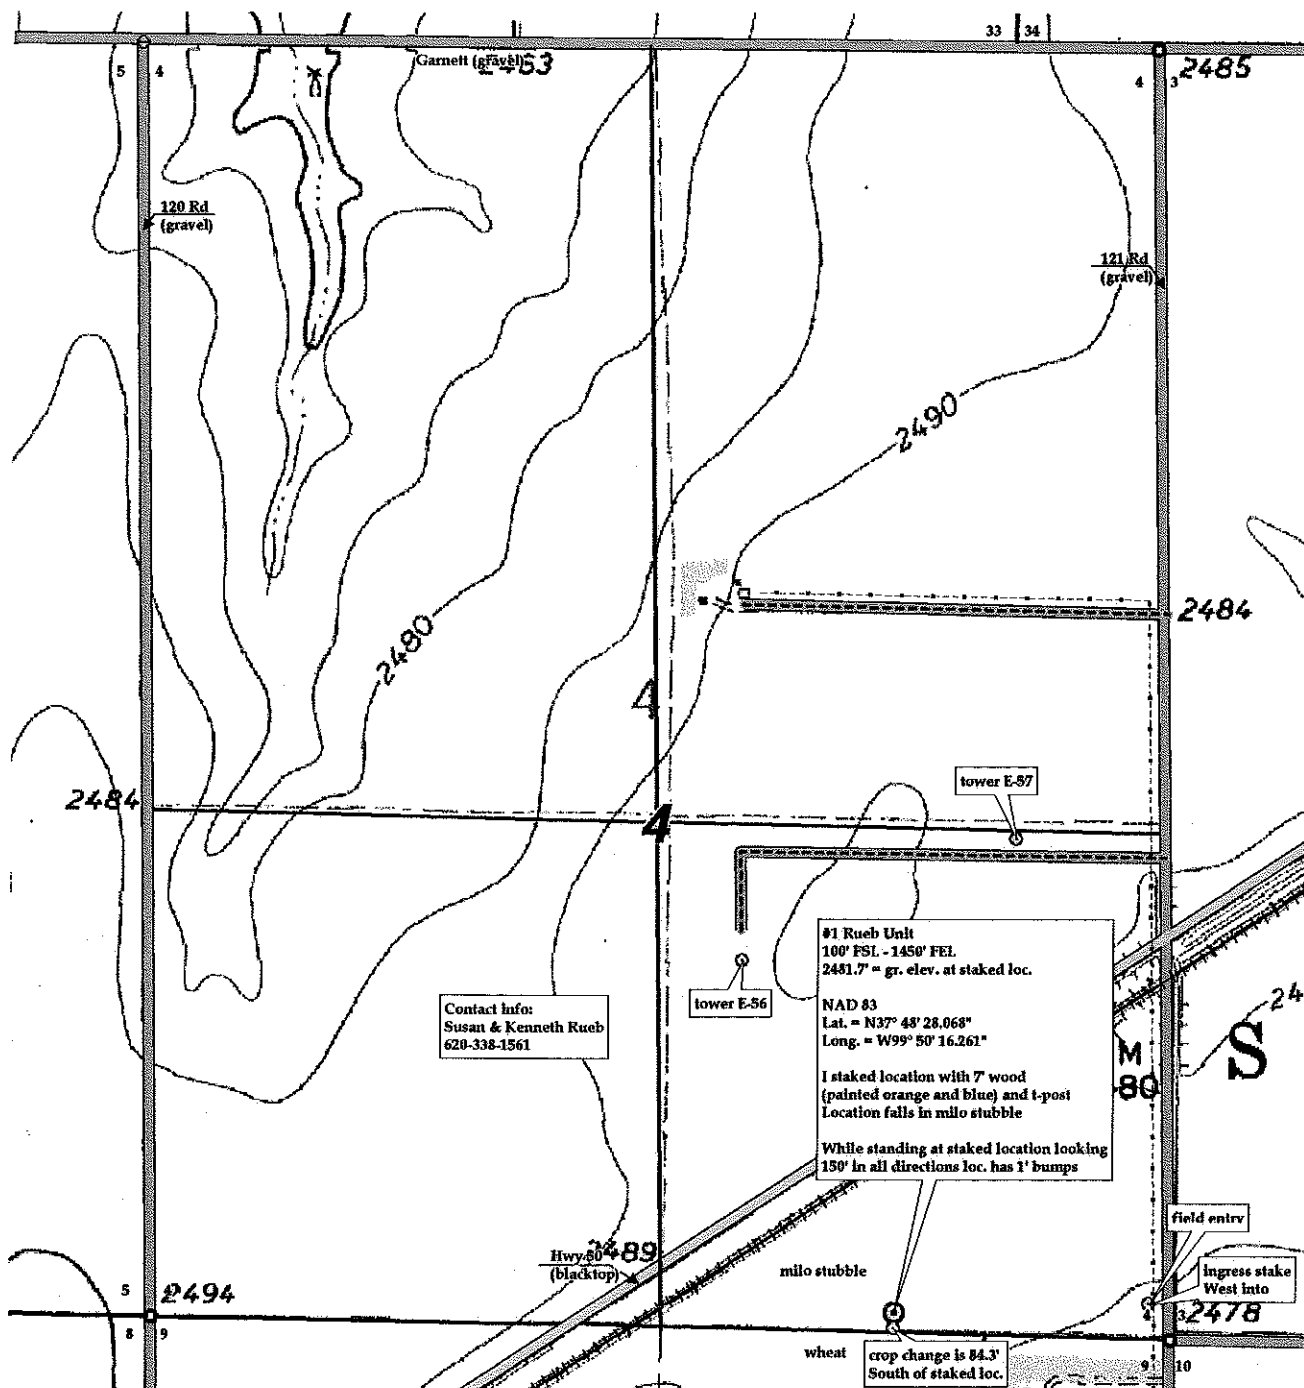 33 34
Garnett (gravel)
2485
5 4
4 3
120 Rd
(gravel)
121 Rd
(gravel)
2490
2484
2480
4
tower E-57
2484
4
#1 Rueb Unit
100' FSL - 1450' FEL
2481.7' = gr. elev. at staked loc.
NAD 83
Lat. = N37° 48' 28.068"
Long. = W99° 50' 16.261"
I staked location with 7' wood
(painted orange and blue) and t-post
Location falls in milo stubble
While standing at staked location looking
150' in all directions loc. has 1' bumps
tower E-56
Contact info:
Susan & Kenneth Rueb
620-338-1561
24
M
S
80
field entry
Hwy 50
(blacktop)
milo stubble
ingress stake
West into
5
2494
4 3
2478
8 9
wheat
crop change is 84.3'
South of staked loc.
9 10